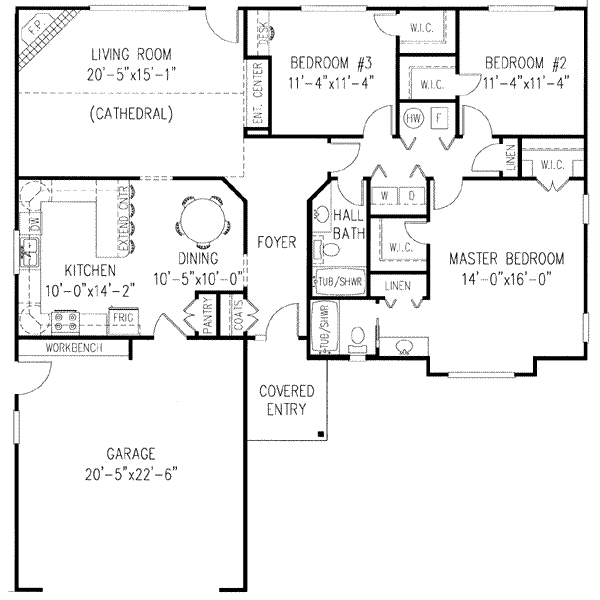 F.P.
LIVING ROOM
20'-5"x15'-1"
(CATHEDRAL)
DESK
ENT. CENTER
BEDROOM #3
11'-4"x11'-4"
W.I.C.
W.I.C.
BEDROOM #2
11'-4"x11'-4"
HW
F
LINEN
W.I.C.
W
D
DW
EXTEND CNTR
KITCHEN
10'-0"x14'-2"
DINING
10'-5"x10'-0"
FOYER
HALL
BATH
TUB/SHWR
W.I.C.
MASTER BEDROOM
14'-0"x16'-0"
LINEN
FRIG
PANTRY
COATS
TUB/SHWR
WORKBENCH
COVERED
ENTRY
GARAGE
20'-5"x22'-6"